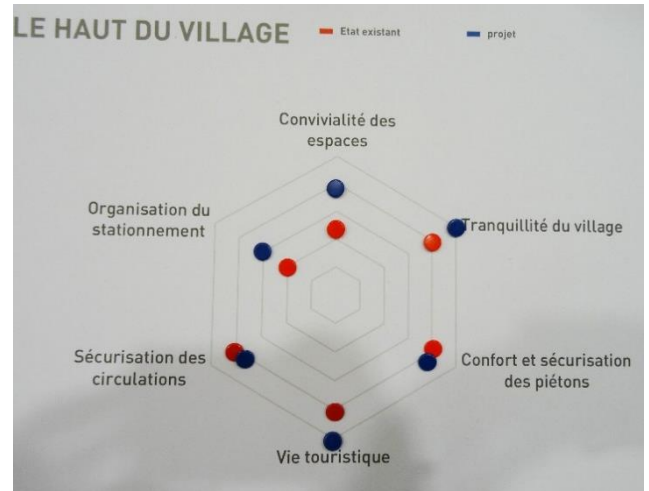 LE HAUT DU VILLAGE
Etat existant
projet
Convivialité des
espaces
Organisation du
stationnement
Tranquillité du village
Sécurisation des
circulations
Confort et sécurisation
des piétons
Vie touristique